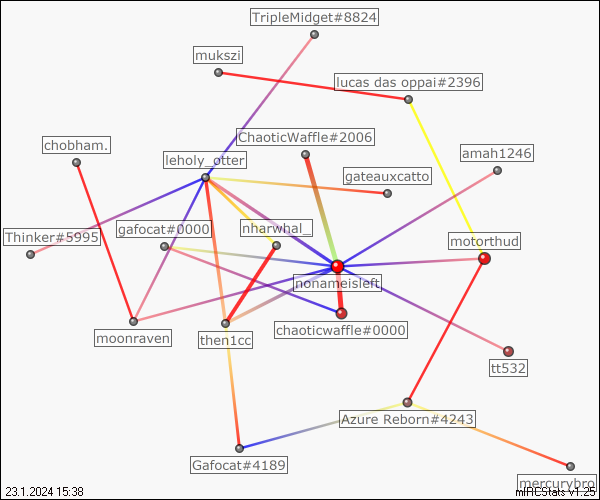 TripleMidget#8824
mukszi
lucas das oppai#2396
chobham.
ChaoticWaffle#2006
leholy_otter
amah1246
gateauxcatto
Thinker#5995
gafocat#0000
nharwhal_
motorthud
nonameisleft
moonraven
then1cc
chaoticwaffle#0000
tt532
Azure Reborn#4243
Gafocat#4189
mercurybro
23.1.2024 15:38
mIRCStats v1.25